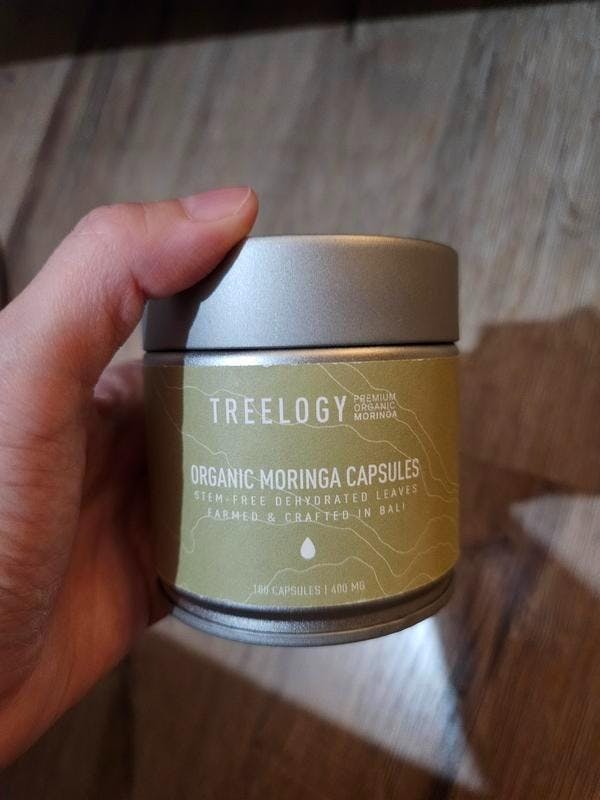 TREELOGY
PREMIUM
ORGANIC
MORINGA
ORGANIC MORINGA CAPSULES
STEM-FREE DEHYDRATED LEAVES
FARMED & CRAFTED IN BALI
180 CAPSULES | 400 MG